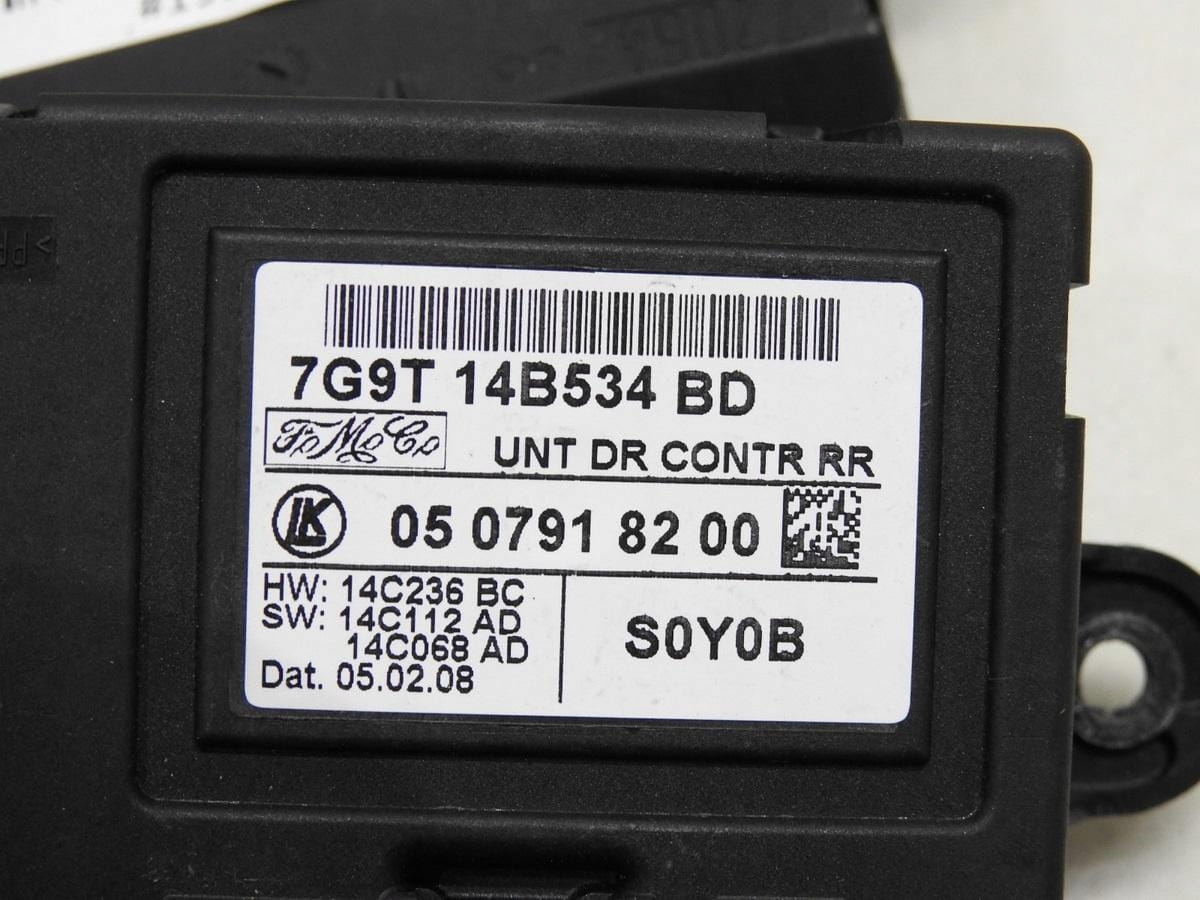 7G9T 14B534 BD
FoMoCo
UNT DR CONTR RR
LK 05 0791 82 00
HW: 14C236 BC
SW: 14C112 AD
14C068 AD
Dat. 05.02.08
S0Y0B